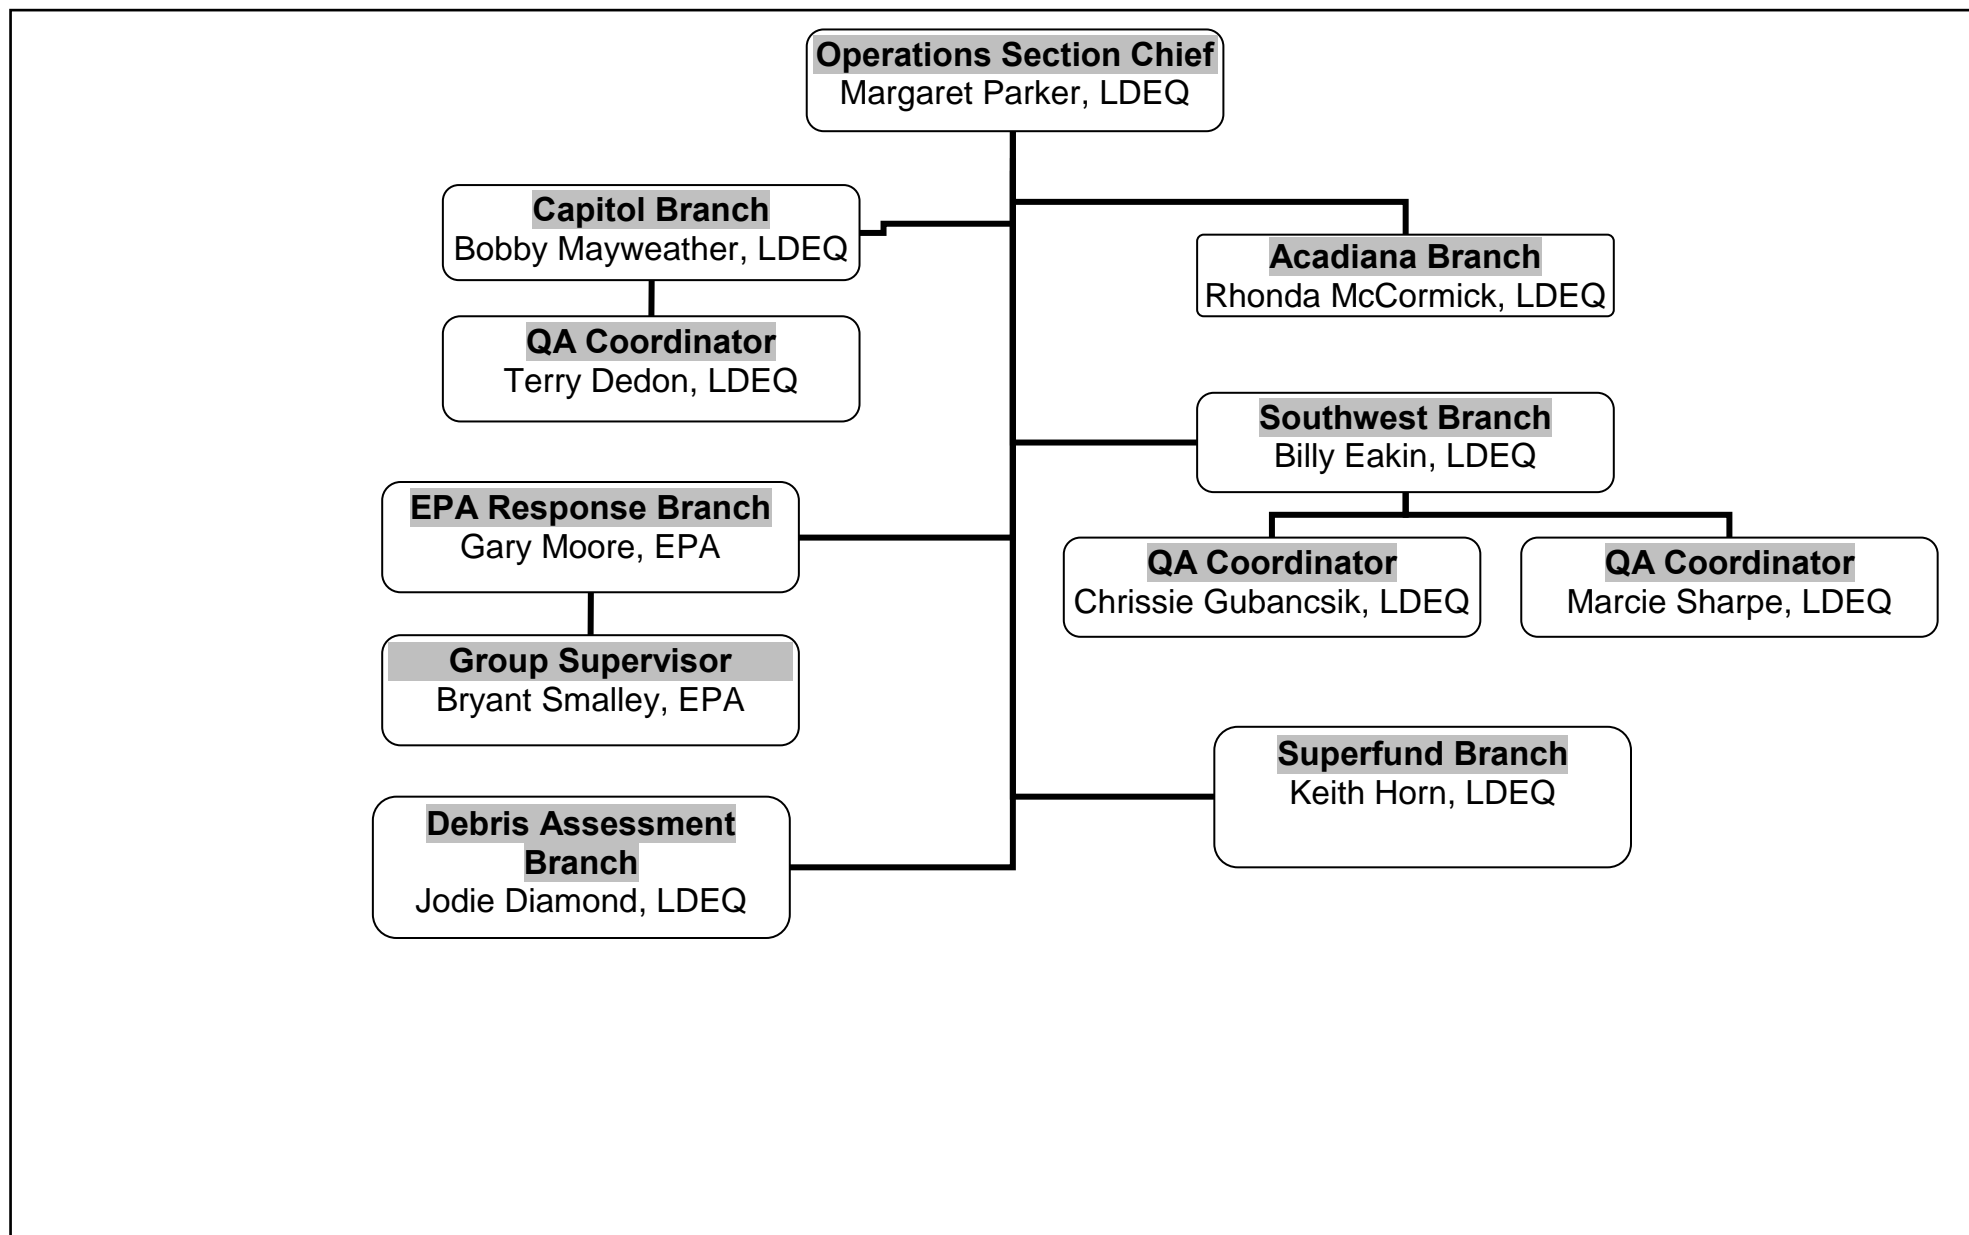 Operations Section Chief
Margaret Parker, LDEQ
Capitol Branch
Bobby Mayweather, LDEQ
QA Coordinator
Terry Dedon, LDEQ
Acadiana Branch
Rhonda McCormick, LDEQ
Southwest Branch
Billy Eakin, LDEQ
QA Coordinator
Chrissie Gubancsik, LDEQ
QA Coordinator
Marcie Sharpe, LDEQ
EPA Response Branch
Gary Moore, EPA
Group Supervisor
Bryant Smalley, EPA
Superfund Branch
Keith Horn, LDEQ
Debris Assessment
Branch
Jodie Diamond, LDEQ